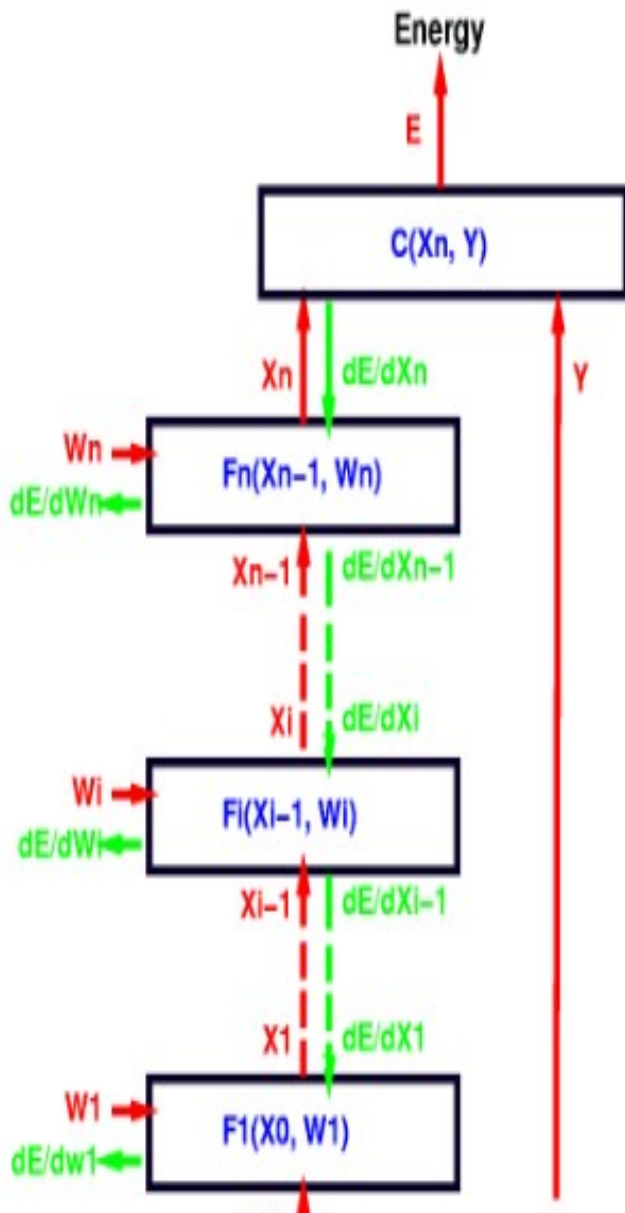 Energy
E
C(Xn, Y)
Xn dE/dXn Y
Wn
Fn(Xn-1, Wn)
dE/dWn
Xn-1 dE/dXn-1
Xi dE/dXi
Wi
Fi(Xi-1, Wi)
dE/dWi
Xi-1 dE/dXi-1
X1 dE/dX1
W1
F1(X0, W1)
dE/dw1